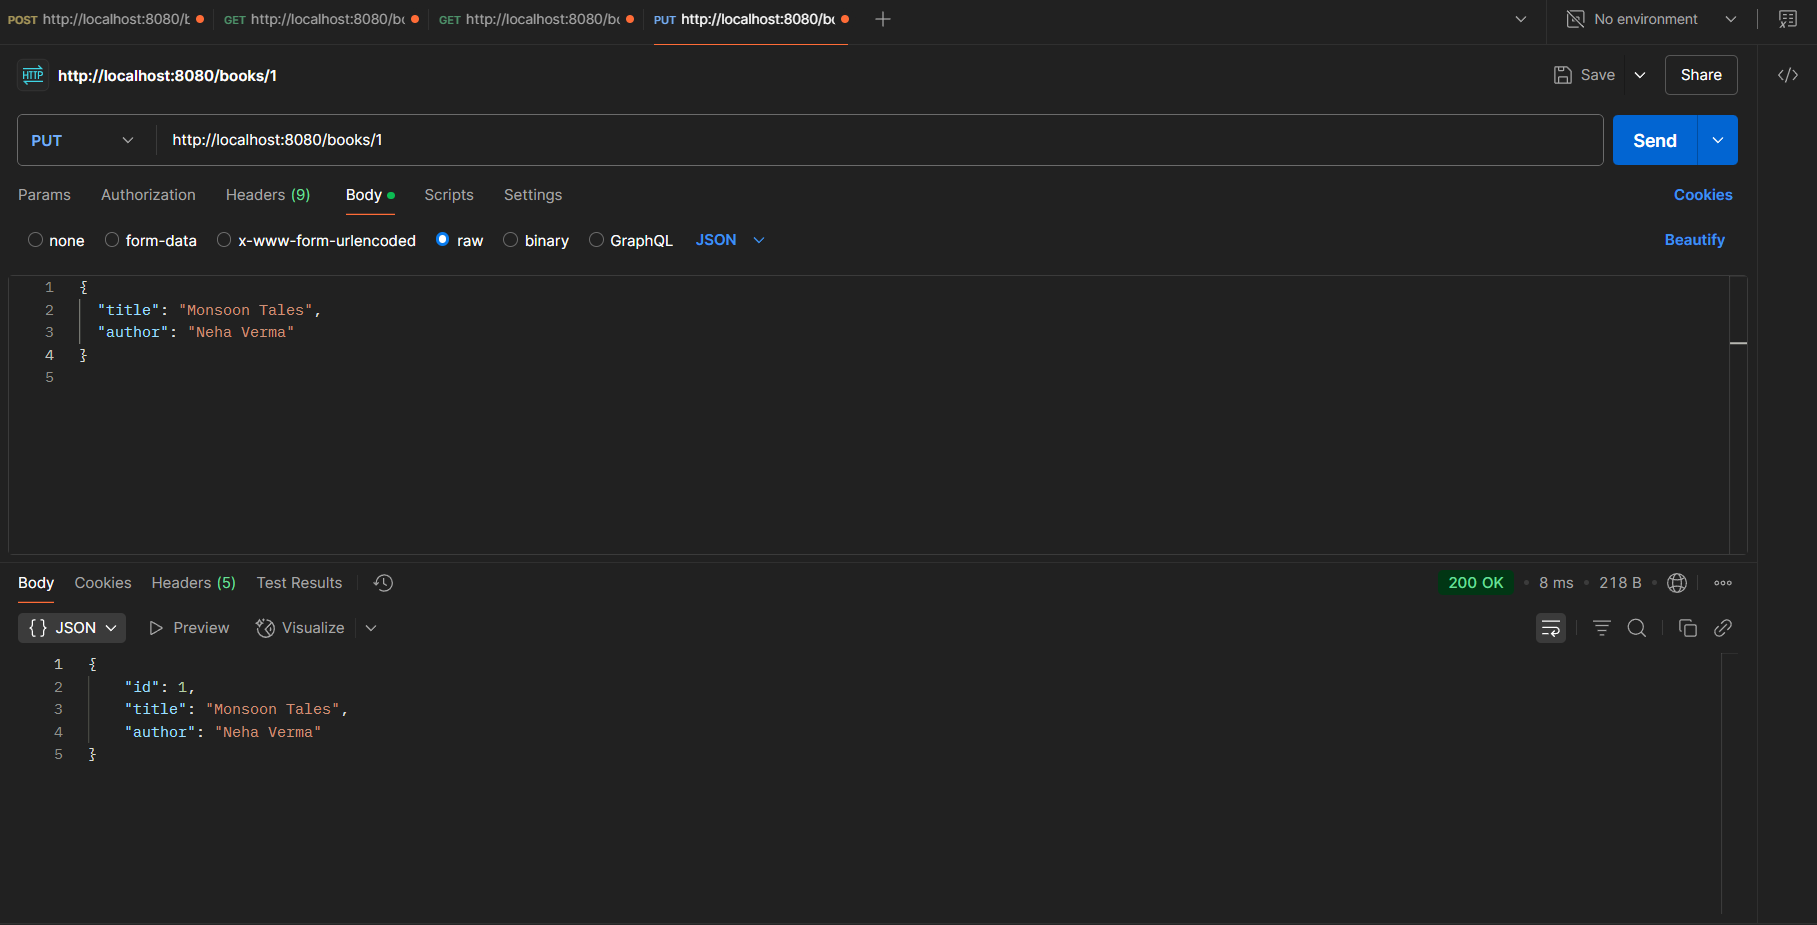 POST http://localhost:8080/b GET http://localhost:8080/bo GET http://localhost:8080/bo PUT http://localhost:8080/bo No environment
HTTP http://localhost:8080/books/1 Save Share
PUT http://localhost:8080/books/1 Send
Params Authorization Headers (9) Body Scripts Settings Cookies
none form-data x-www-form-urlencoded raw binary GraphQL JSON Beautify
1 {
2 "title": "Monsoon Tales",
3 "author": "Neha Verma"
4 }
5
Body Cookies Headers (5) Test Results 200 OK • 8 ms • 218 B
{} JSON Preview Visualize
1 {
2 "id": 1,
3 "title": "Monsoon Tales",
4 "author": "Neha Verma"
5 }